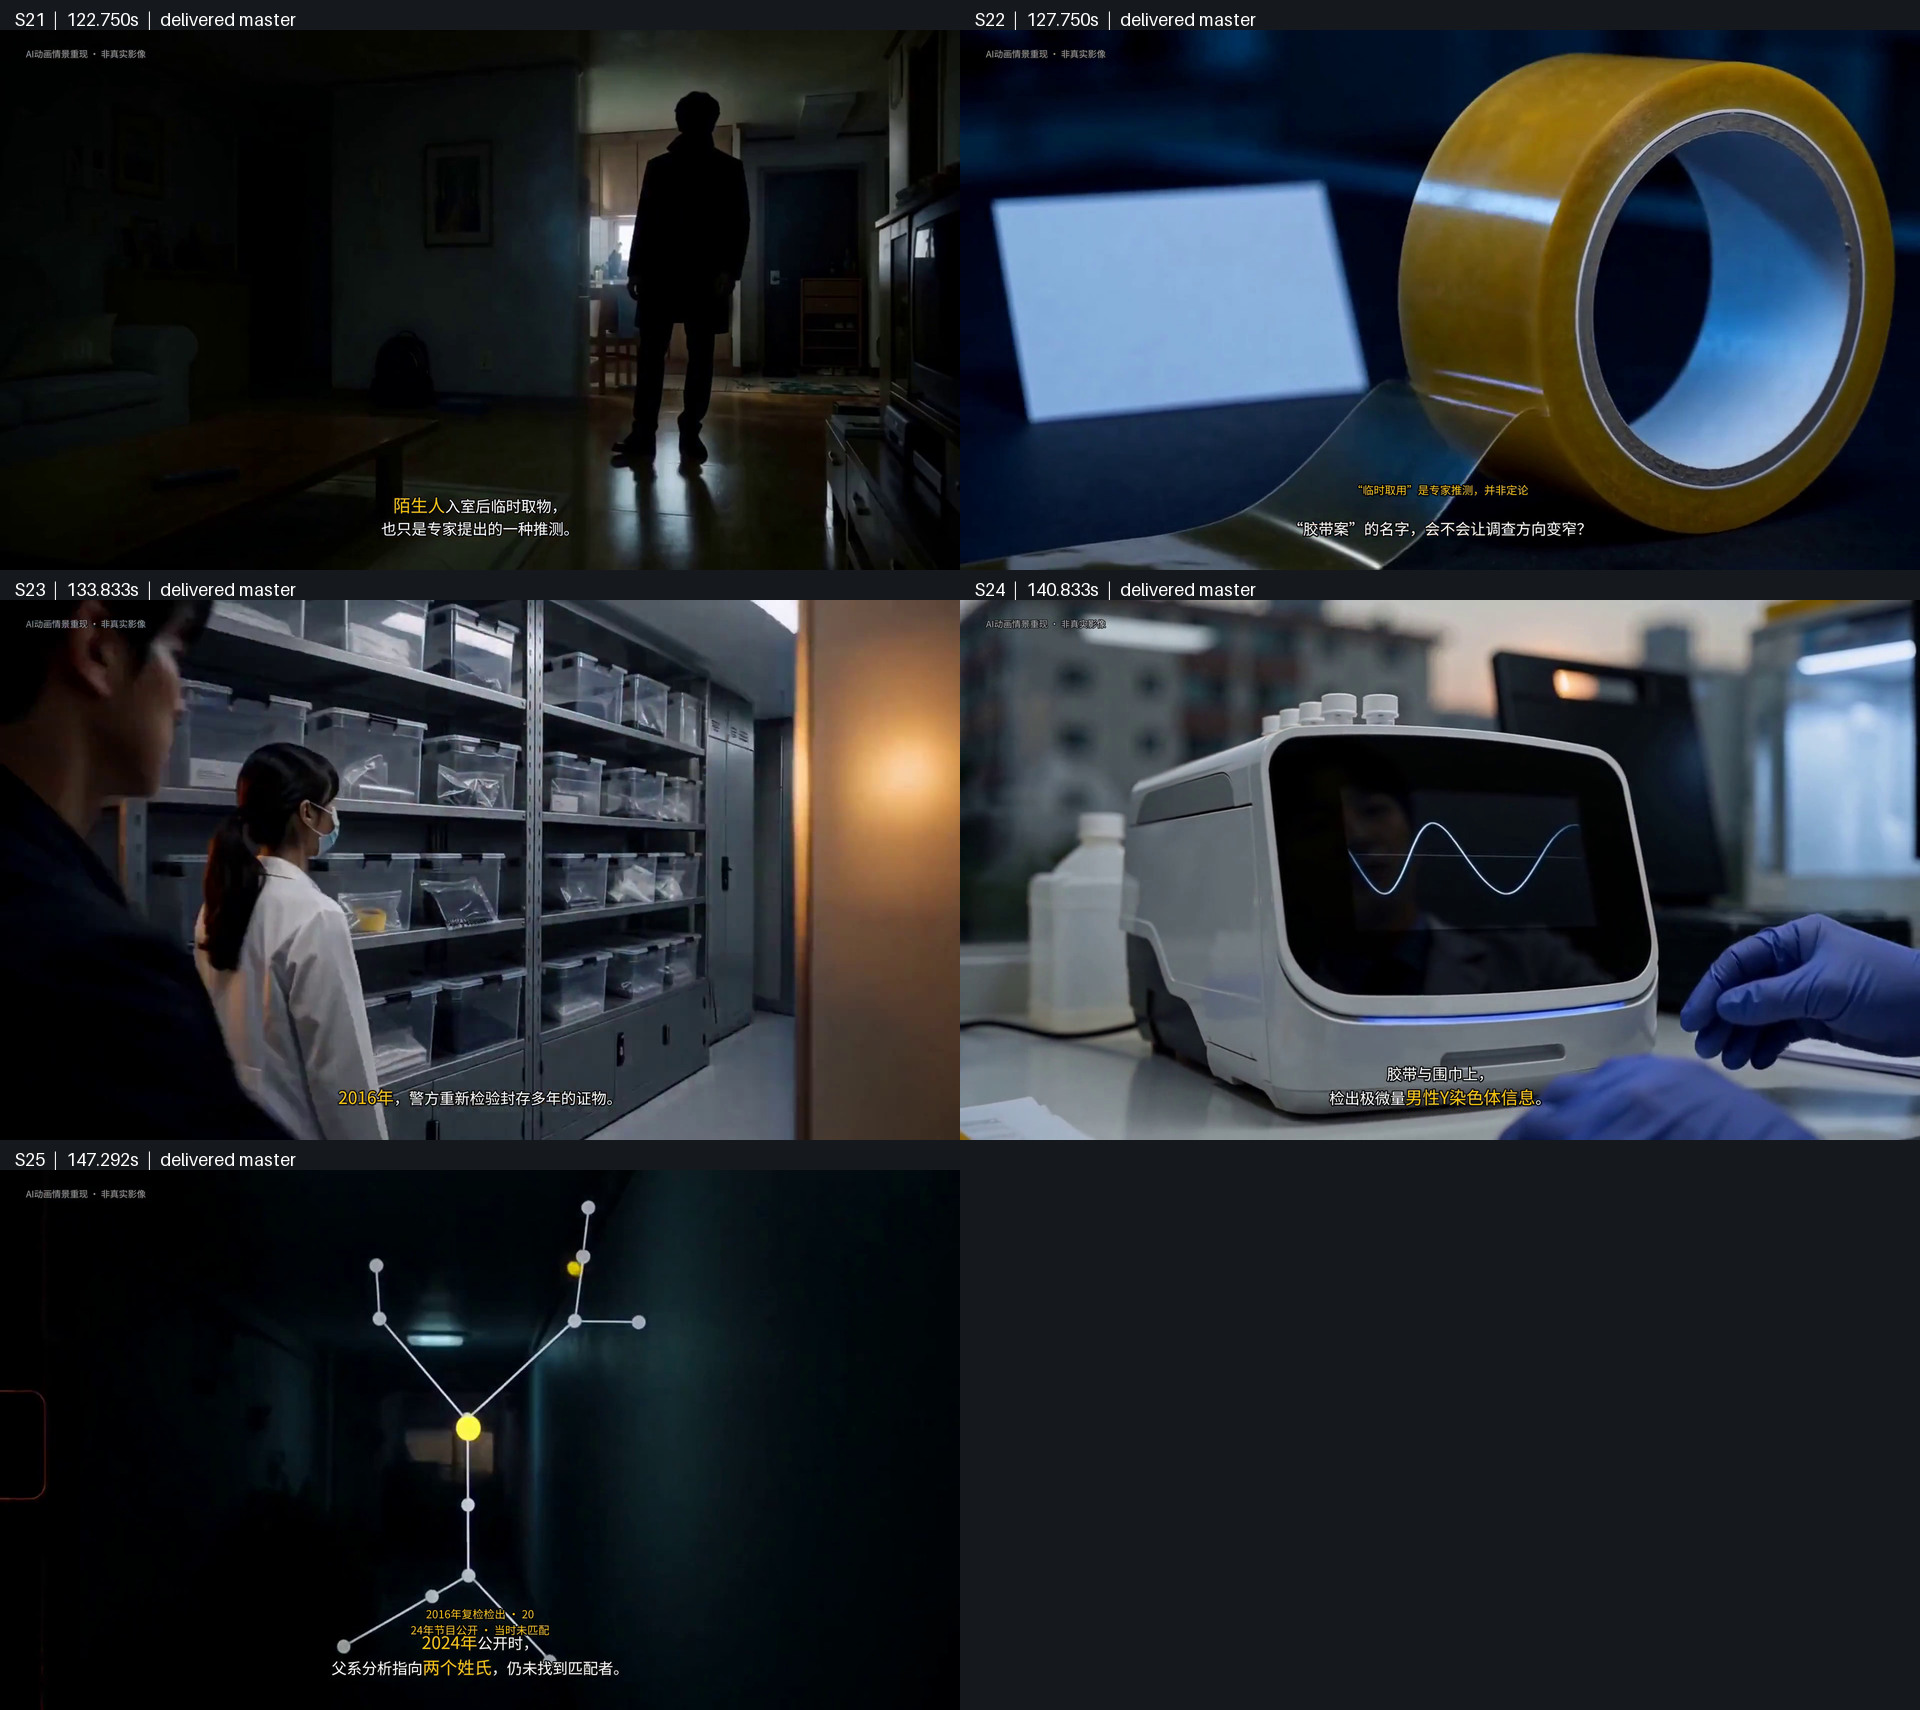 S21 | 122.750s | delivered master
AI动画情景重现 · 非真实影像
陌生人入室后临时取物，
也只是专家提出的一种推测。
S22 | 127.750s | delivered master
AI动画情景重现 · 非真实影像
“临时取用”是专家推测，并非定论
“胶带案”的名字，会不会让调查方向变窄？
S23 | 133.833s | delivered master
AI动画情景重现 · 非真实影像
2016年，警方重新检验封存多年的证物。
S24 | 140.833s | delivered master
AI动画情景重现 · 非真实影像
胶带与围巾上，
检出极微量男性Y染色体信息。
S25 | 147.292s | delivered master
AI动画情景重现 · 非真实影像
2016年复检检出 · 20
24年节目公开 · 当时未匹配
2024年公开时，
父系分析指向两个姓氏，仍未找到匹配者。